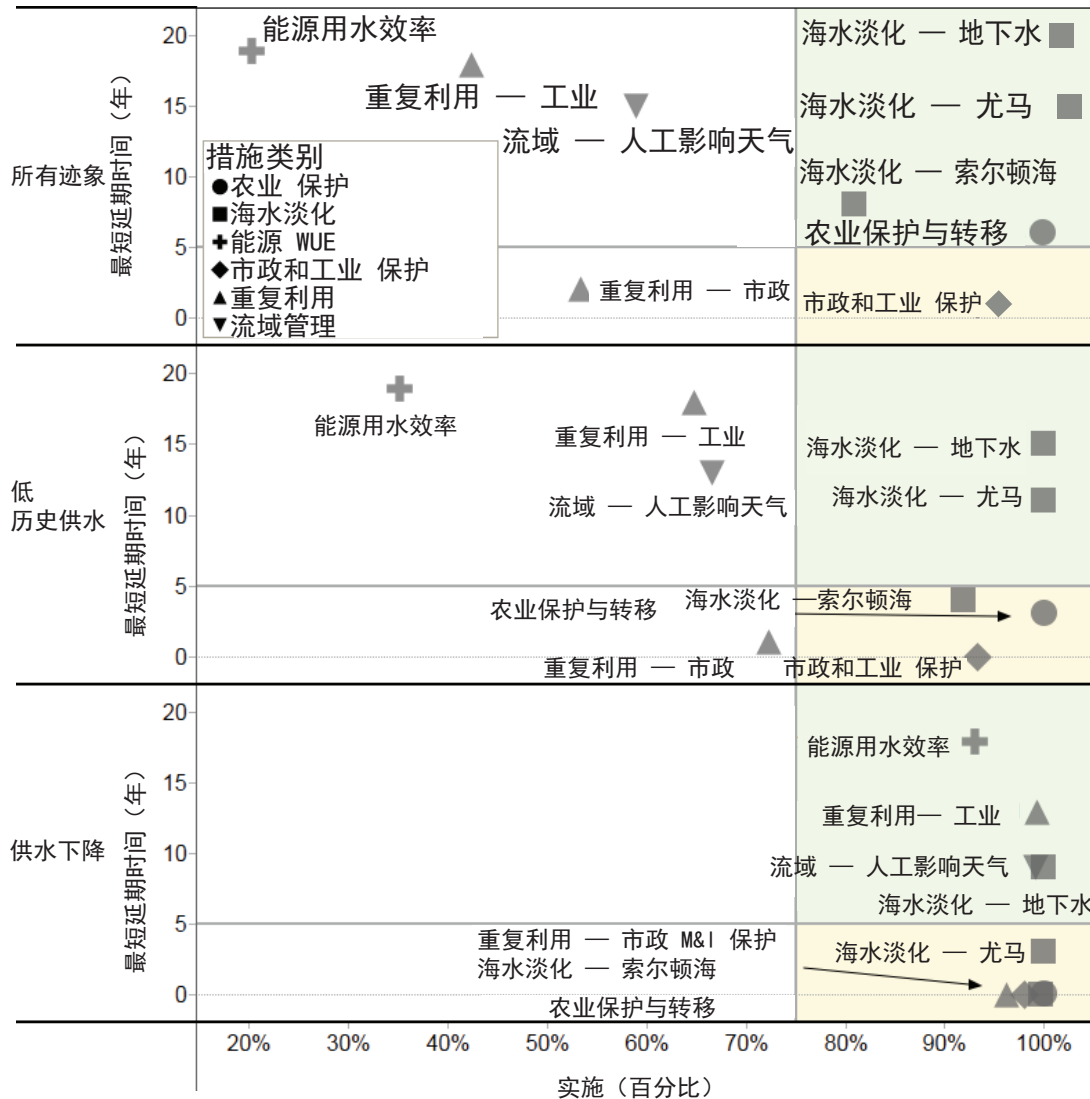 所有迹象
最短延期时间（年）
20
15
10
5
0
能源用水效率
重复利用 — 工业
流域 — 人工影响天气
海水淡化 — 地下水
海水淡化 — 尤马
海水淡化 — 索尔顿海
农业保护与转移
重复利用 — 市政
市政和工业 保护
措施类别
农业 保护
海水淡化
能源 WUE
市政和工业 保护
重复利用
流域管理
低
历史供水
最短延期时间（年）
20
15
10
5
0
能源用水效率
重复利用 — 工业
流域 — 人工影响天气
海水淡化 — 地下水
海水淡化 — 尤马
农业保护与转移
海水淡化 —索尔顿海
重复利用 — 市政
市政和工业 保护
供水下降
最短延期时间（年）
20
15
10
5
0
能源用水效率
重复利用— 工业
流域 — 人工影响天气
海水淡化 — 地下水
重复利用 — 市政 M&I 保护
海水淡化 — 尤马
海水淡化 — 索尔顿海
农业保护与转移
20% 30% 40% 50% 60% 70% 80% 90% 100%
实施（百分比）